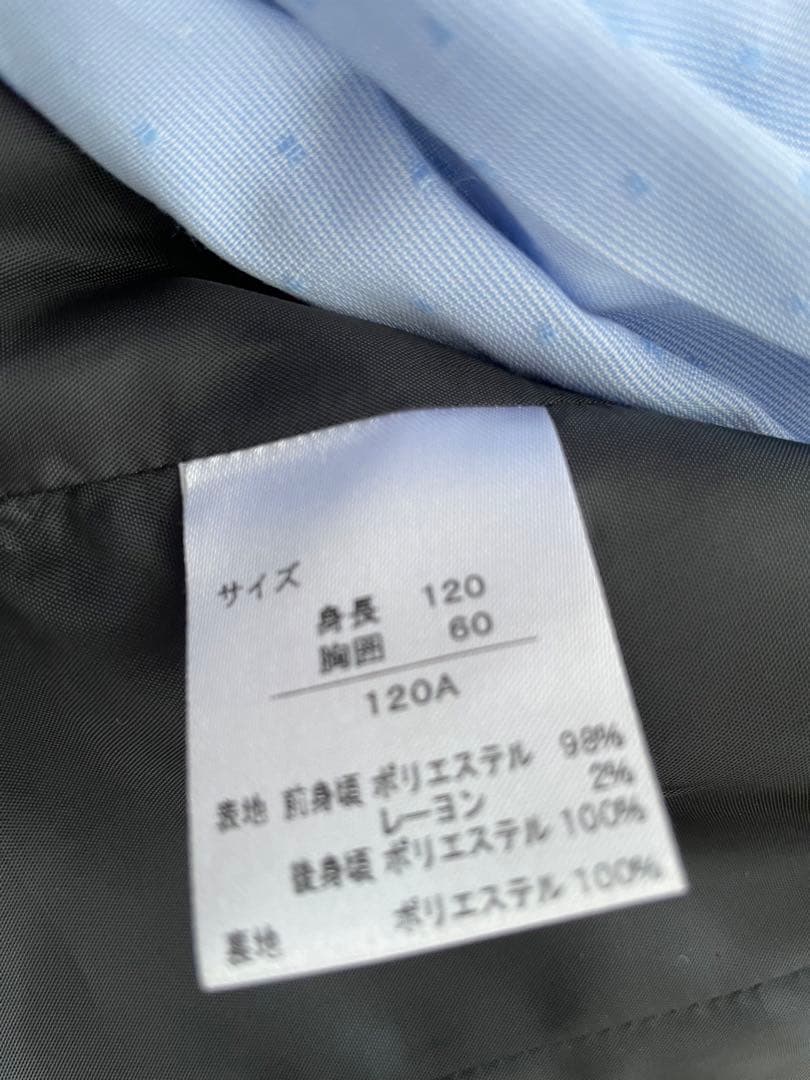 サイズ
身長 120
胸囲 60
120A
表地 前身頃 ポリエステル 98%
レーヨン 2%
後身頃 ポリエステル 100%
裏地 ポリエステル 100%